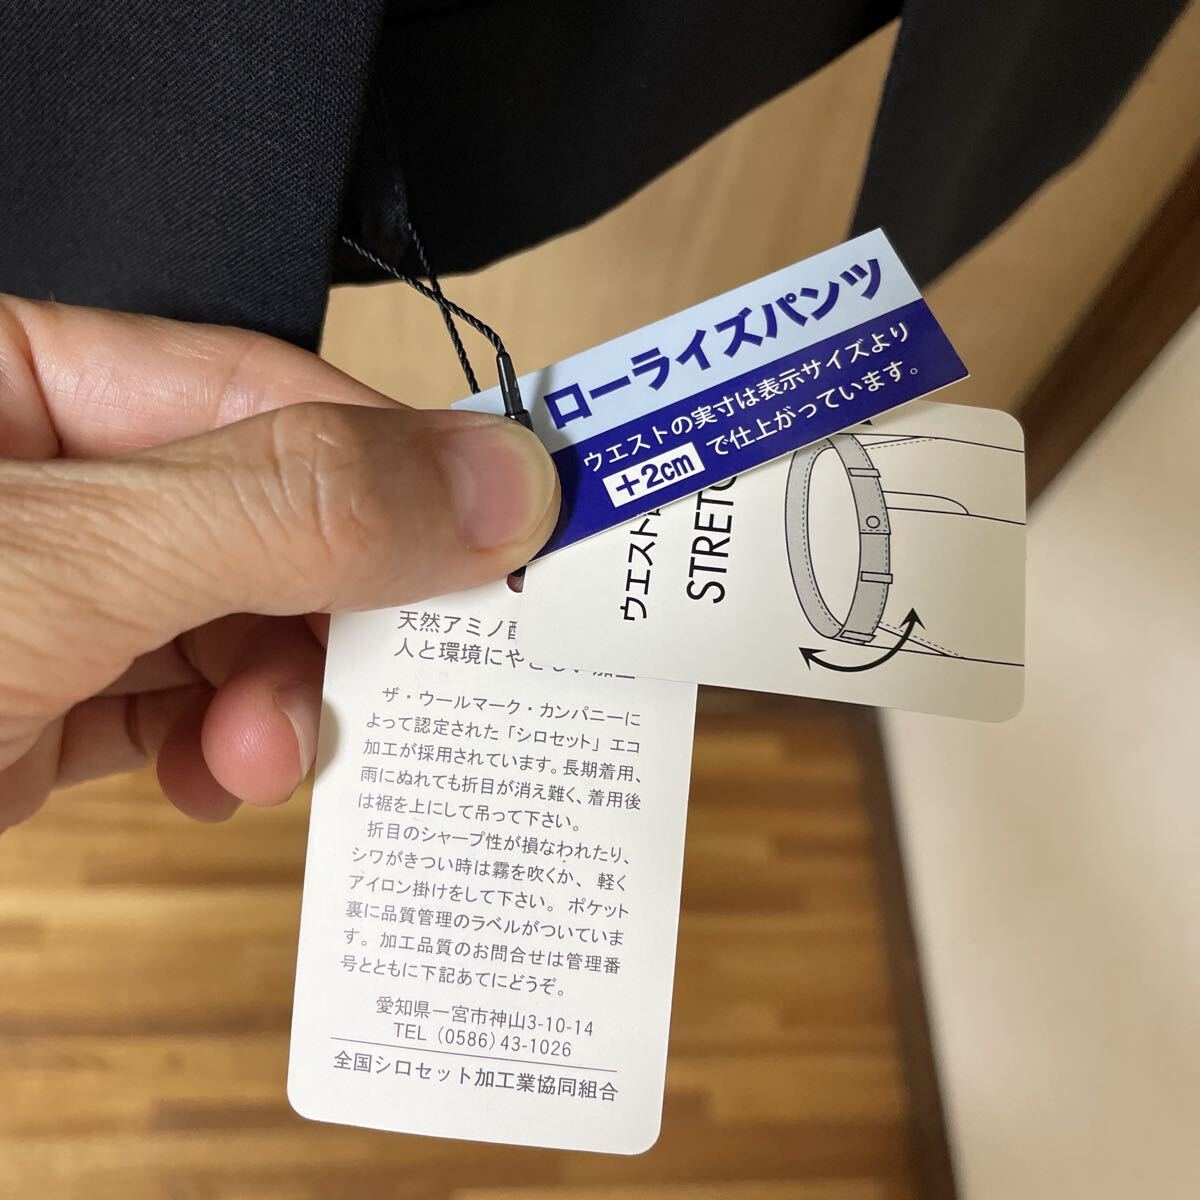 ローライズパンツ
ウエストの実寸は表示サイズより
+2cm で仕上がっています。
ウエスト
STRETC
天然アミノ酸
人と環境にやさしい加工
ザ・ウールマーク・カンパニーに
よって認定された「シロセット」エコ
加工が採用されています。長期着用、
雨にぬれても折目が消え難く、着用後
は裾を上にして吊って下さい。
折目のシャープ性が損なわれたり、
シワがきつい時は霧を吹くか、軽く
アイロン掛けをして下さい。ポケット
裏に品質管理のラベルがついていま
す。加工品質のお問合せは管理番
号とともに下記あてにどうぞ。
愛知県一宮市神山3-10-14
TEL (0586) 43-1026
全国シロセット加工業協同組合